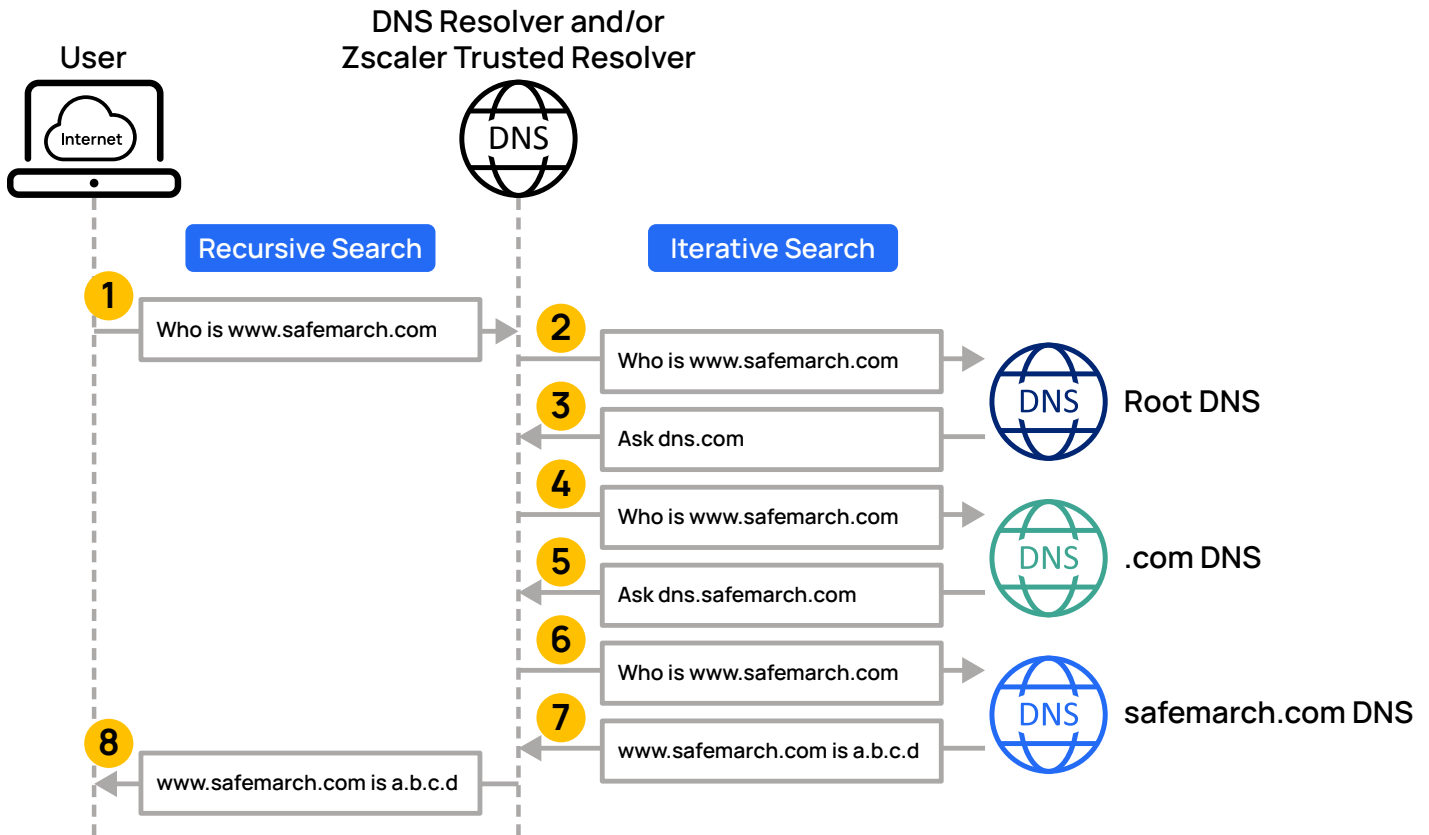 User
DNS Resolver and/or
Zscaler Trusted Resolver
Internet
DNS
Recursive Search
Iterative Search
1
Who is www.safemarch.com
2
Who is www.safemarch.com
DNS
Root DNS
3
Ask dns.com
4
Who is www.safemarch.com
DNS
.com DNS
5
Ask dns.safemarch.com
6
Who is www.safemarch.com
DNS
safemarch.com DNS
7
www.safemarch.com is a.b.c.d
8
www.safemarch.com is a.b.c.d